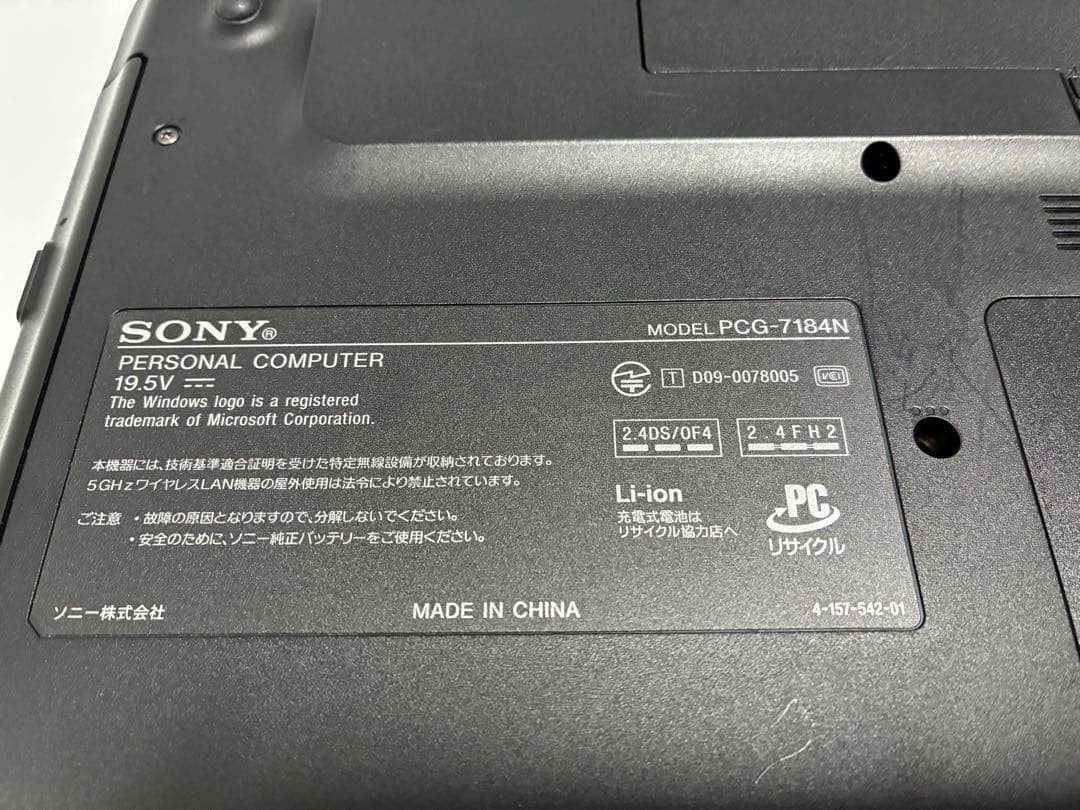 SONY®
MODEL PCG-7184N
PERSONAL COMPUTER
19.5V
The Windows logo is a registered
trademark of Microsoft Corporation.
T D09-0078005 VCCI
2.4DS/OF4 2.4FH2
本機器には、技術基準適合証明を受けた特定無線設備が収納されております。
5GHzワイヤレスLAN機器の屋外使用は法令により禁止されています。
ご注意 ・故障の原因となりますので、分解しないでください。
・安全のために、ソニー純正バッテリーをご使用ください。
Li-ion
充電式電池は
リサイクル協力店へ
PC
リサイクル
ソニー株式会社
MADE IN CHINA
4-157-542-01